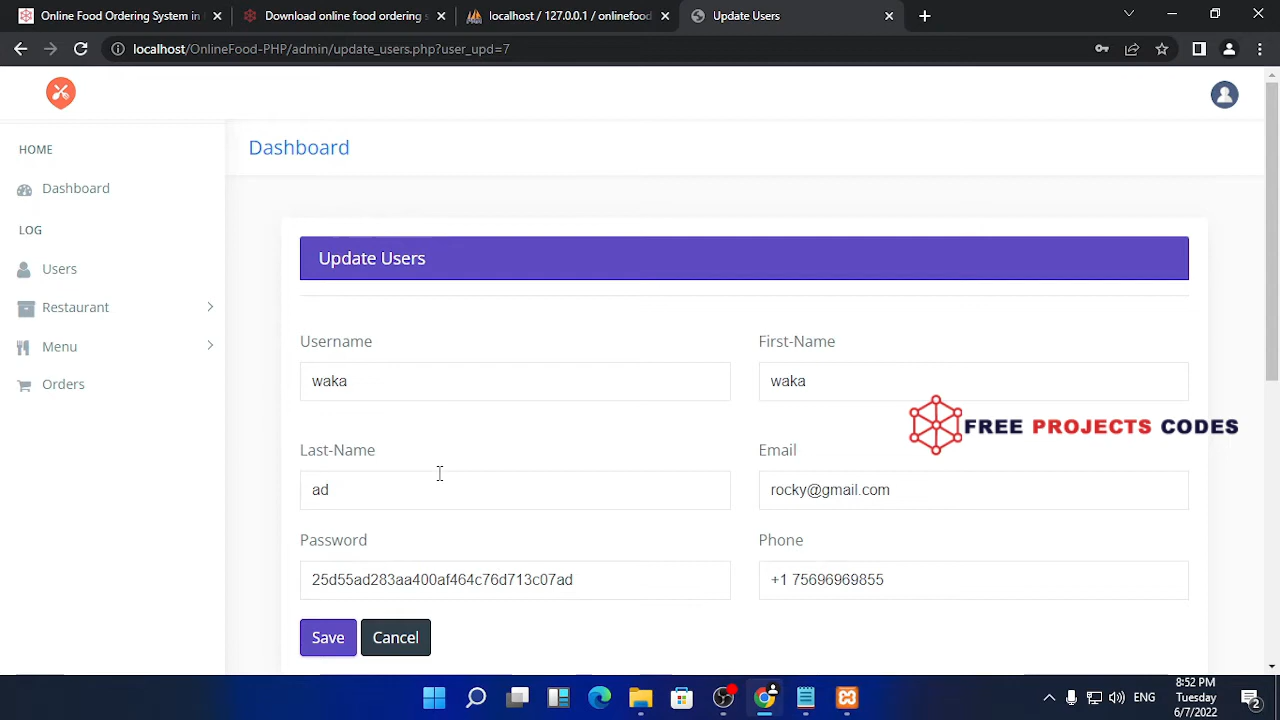 Online Food Ordering System
Download online food ordering s
localhost / 127.0.0.1 / onlinefood
Update Users
localhost/OnlineFood-PHP/admin/update_users.php?user_upd=7
HOME
Dashboard
Dashboard
LOG
Users
Update Users
Restaurant
Username
First-Name
Menu
waka
waka
Orders
FREE PROJECTS CODES
Last-Name
Email
ad
rocky@gmail.com
Password
Phone
25d55ad283aa400af464c76d713c07ad
+1 75696969855
Save
Cancel
8:52 PM
ENG
Tuesday
6/7/2022
2